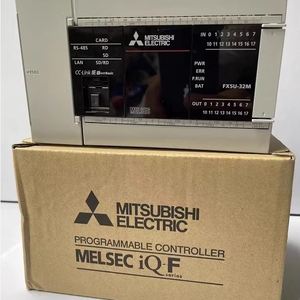 MITSUBISHI
ELECTRIC
CARD
RS-485 RD
SD
LAN SD/RD
CC-Link IE Field Basic
IN 0 1 2 3 4 5 6 7
10 11 12 13 14 15 16 17
PWR
ERR
P.RUN
BAT
FX5U-32M
OUT 0 1 2 3 4 5 6 7
10 11 12 13 14 15 16 17
MELSEC
MITSUBISHI
ELECTRIC
PROGRAMMABLE CONTROLLER
MELSEC iQ-F
series